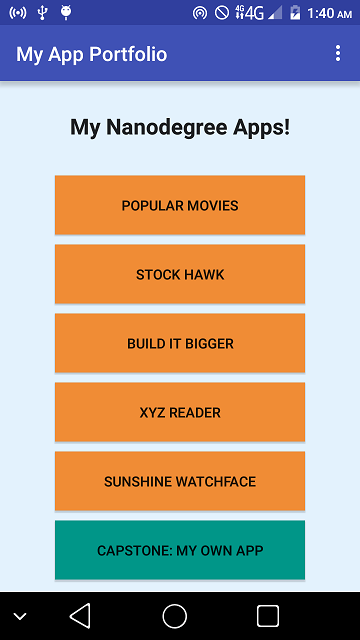 4G 4G 1:40 AM
My App Portfolio
My Nanodegree Apps!
POPULAR MOVIES
STOCK HAWK
BUILD IT BIGGER
XYZ READER
SUNSHINE WATCHFACE
CAPSTONE: MY OWN APP